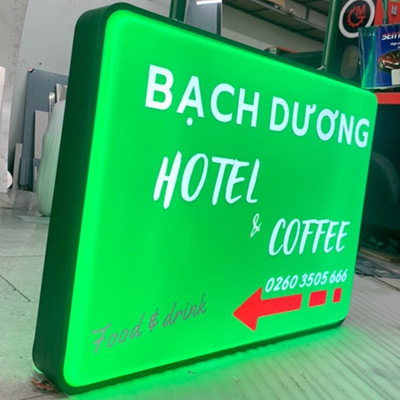 BẠCH DƯƠNG
HOTEL
& COFFEE
0260 3505 666
Food & drink